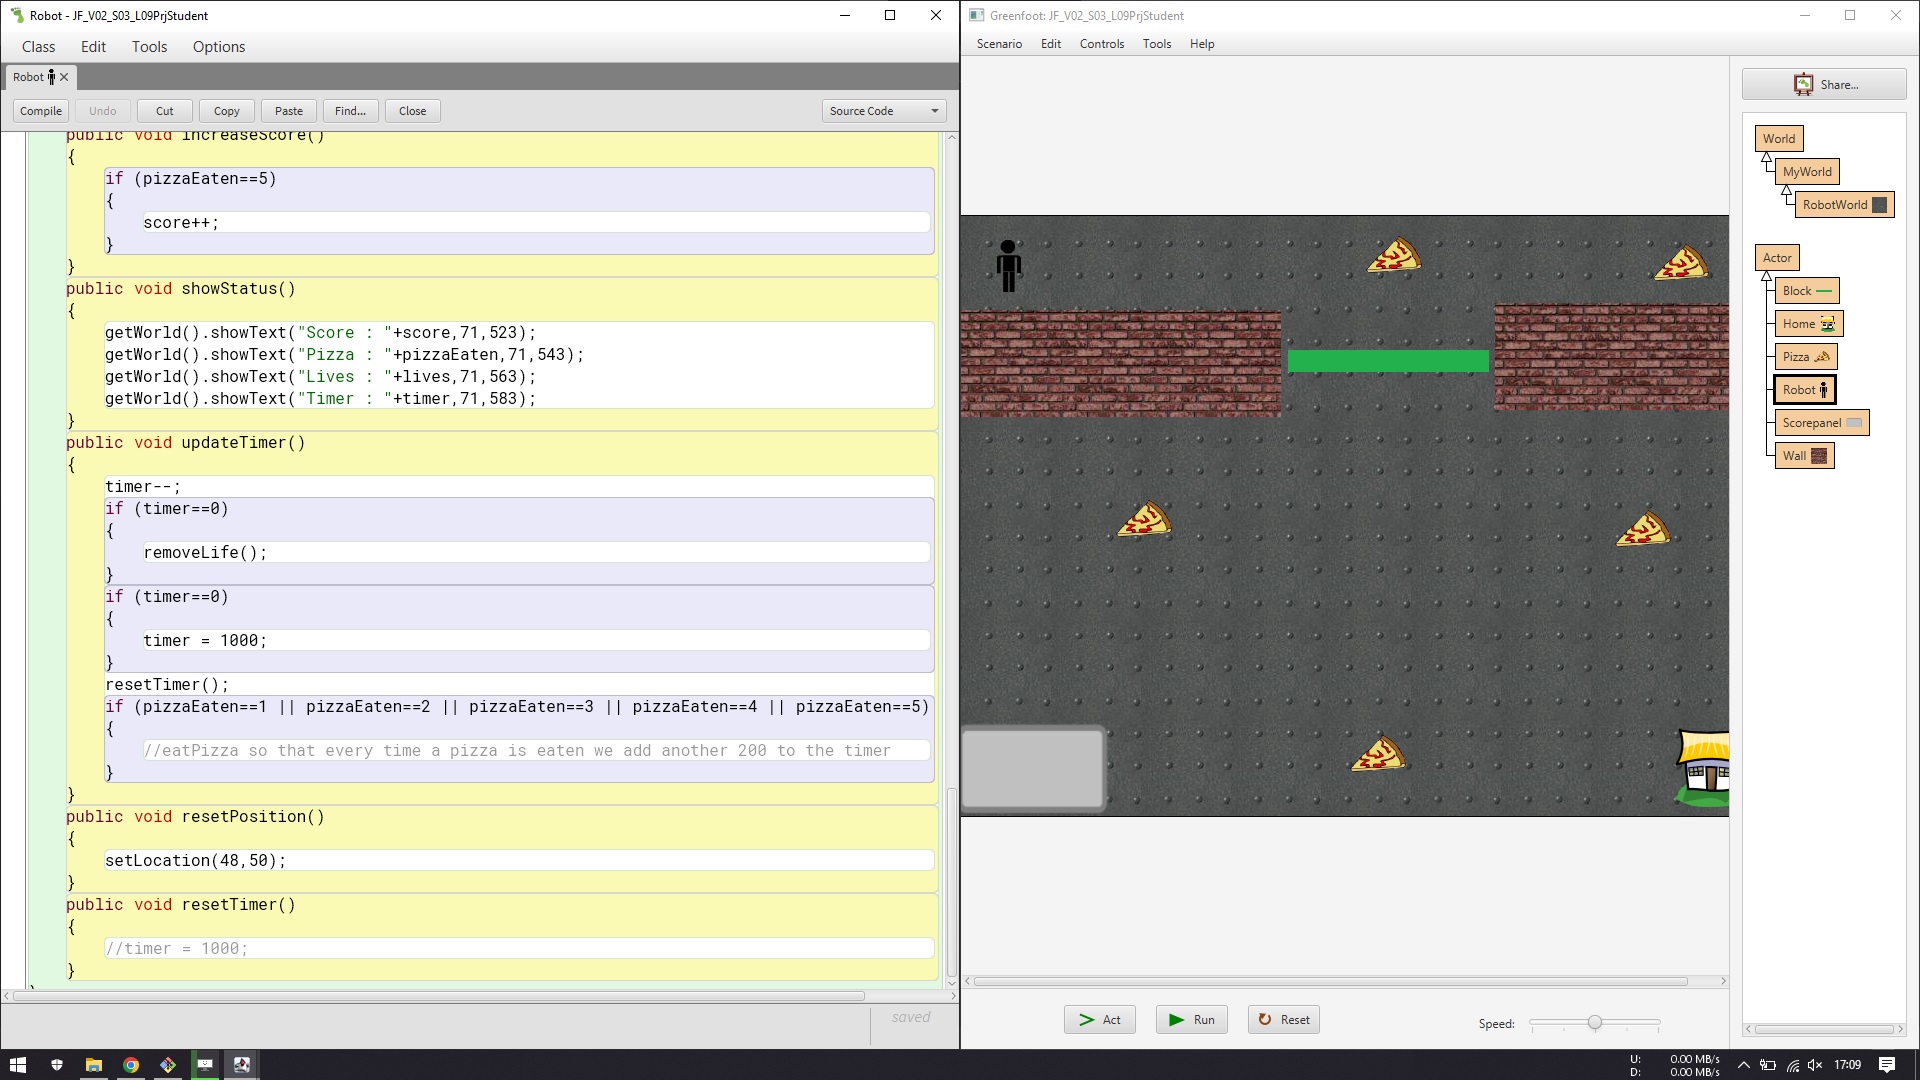 Robot - JF_V02_S03_L09PrjStudent
Class Edit Tools Options
Robot
Compile Undo Cut Copy Paste Find... Close Source Code
public void increaseScore()
{
if (pizzaEaten==5)
{
score++;
}
}
public void showStatus()
{
getWorld().showText("Score : "+score,71,523);
getWorld().showText("Pizza : "+pizzaEaten,71,543);
getWorld().showText("Lives : "+lives,71,563);
getWorld().showText("Timer : "+timer,71,583);
}
public void updateTimer()
{
timer--;
if (timer==0)
{
removeLife();
}
if (timer==0)
{
timer = 1000;
}
resetTimer();
if (pizzaEaten==1 || pizzaEaten==2 || pizzaEaten==3 || pizzaEaten==4 || pizzaEaten==5)
{
//eatPizza so that every time a pizza is eaten we add another 200 to the timer
}
}
public void resetPosition()
{
setLocation(48,50);
}
public void resetTimer()
{
//timer = 1000;
}
saved
Greenfoot: JF_V02_S03_L09PrjStudent
Scenario Edit Controls Tools Help
Share...
World
MyWorld
RobotWorld
Actor
Block
Home
Pizza
Robot
Scorepanel
Wall
Act Run Reset Speed:
U: 0.00 MB/s
D: 0.00 MB/s
17:09